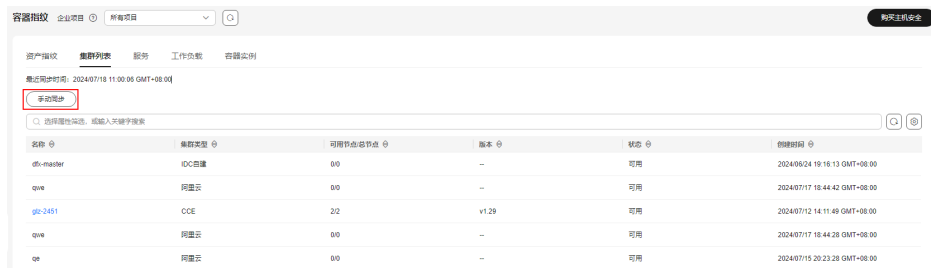 容器指纹 企业项目 ? 所有项目 购买主机安全
资产指纹 集群列表 服务 工作负载 容器实例
最近同步时间：2024/07/18 11:00:06 GMT+08:00
手动同步
选择属性筛选，或输入关键字搜索
名称 集群类型 可用节点/总节点 版本 状态 创建时间
dfx-master IDC自建 0/0 -- 可用 2024/06/24 19:16:13 GMT+08:00
qwe 阿里云 0/0 -- 可用 2024/07/17 18:44:42 GMT+08:00
gtz-2451 CCE 2/2 v1.29 可用 2024/07/12 14:11:49 GMT+08:00
qwe 阿里云 0/0 -- 可用 2024/07/17 18:44:28 GMT+08:00
qe 阿里云 0/0 -- 可用 2024/07/15 20:23:28 GMT+08:00